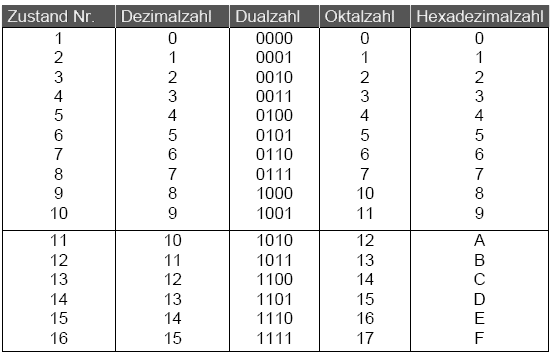 Zustand Nr. Dezimalzahl Dualzahl Oktalzahl Hexadezimalzahl
1 0 0000 0 0
2 1 0001 1 1
3 2 0010 2 2
4 3 0011 3 3
5 4 0100 4 4
6 5 0101 5 5
7 6 0110 6 6
8 7 0111 7 7
9 8 1000 10 8
10 9 1001 11 9
11 10 1010 12 A
12 11 1011 13 B
13 12 1100 14 C
14 13 1101 15 D
15 14 1110 16 E
16 15 1111 17 F